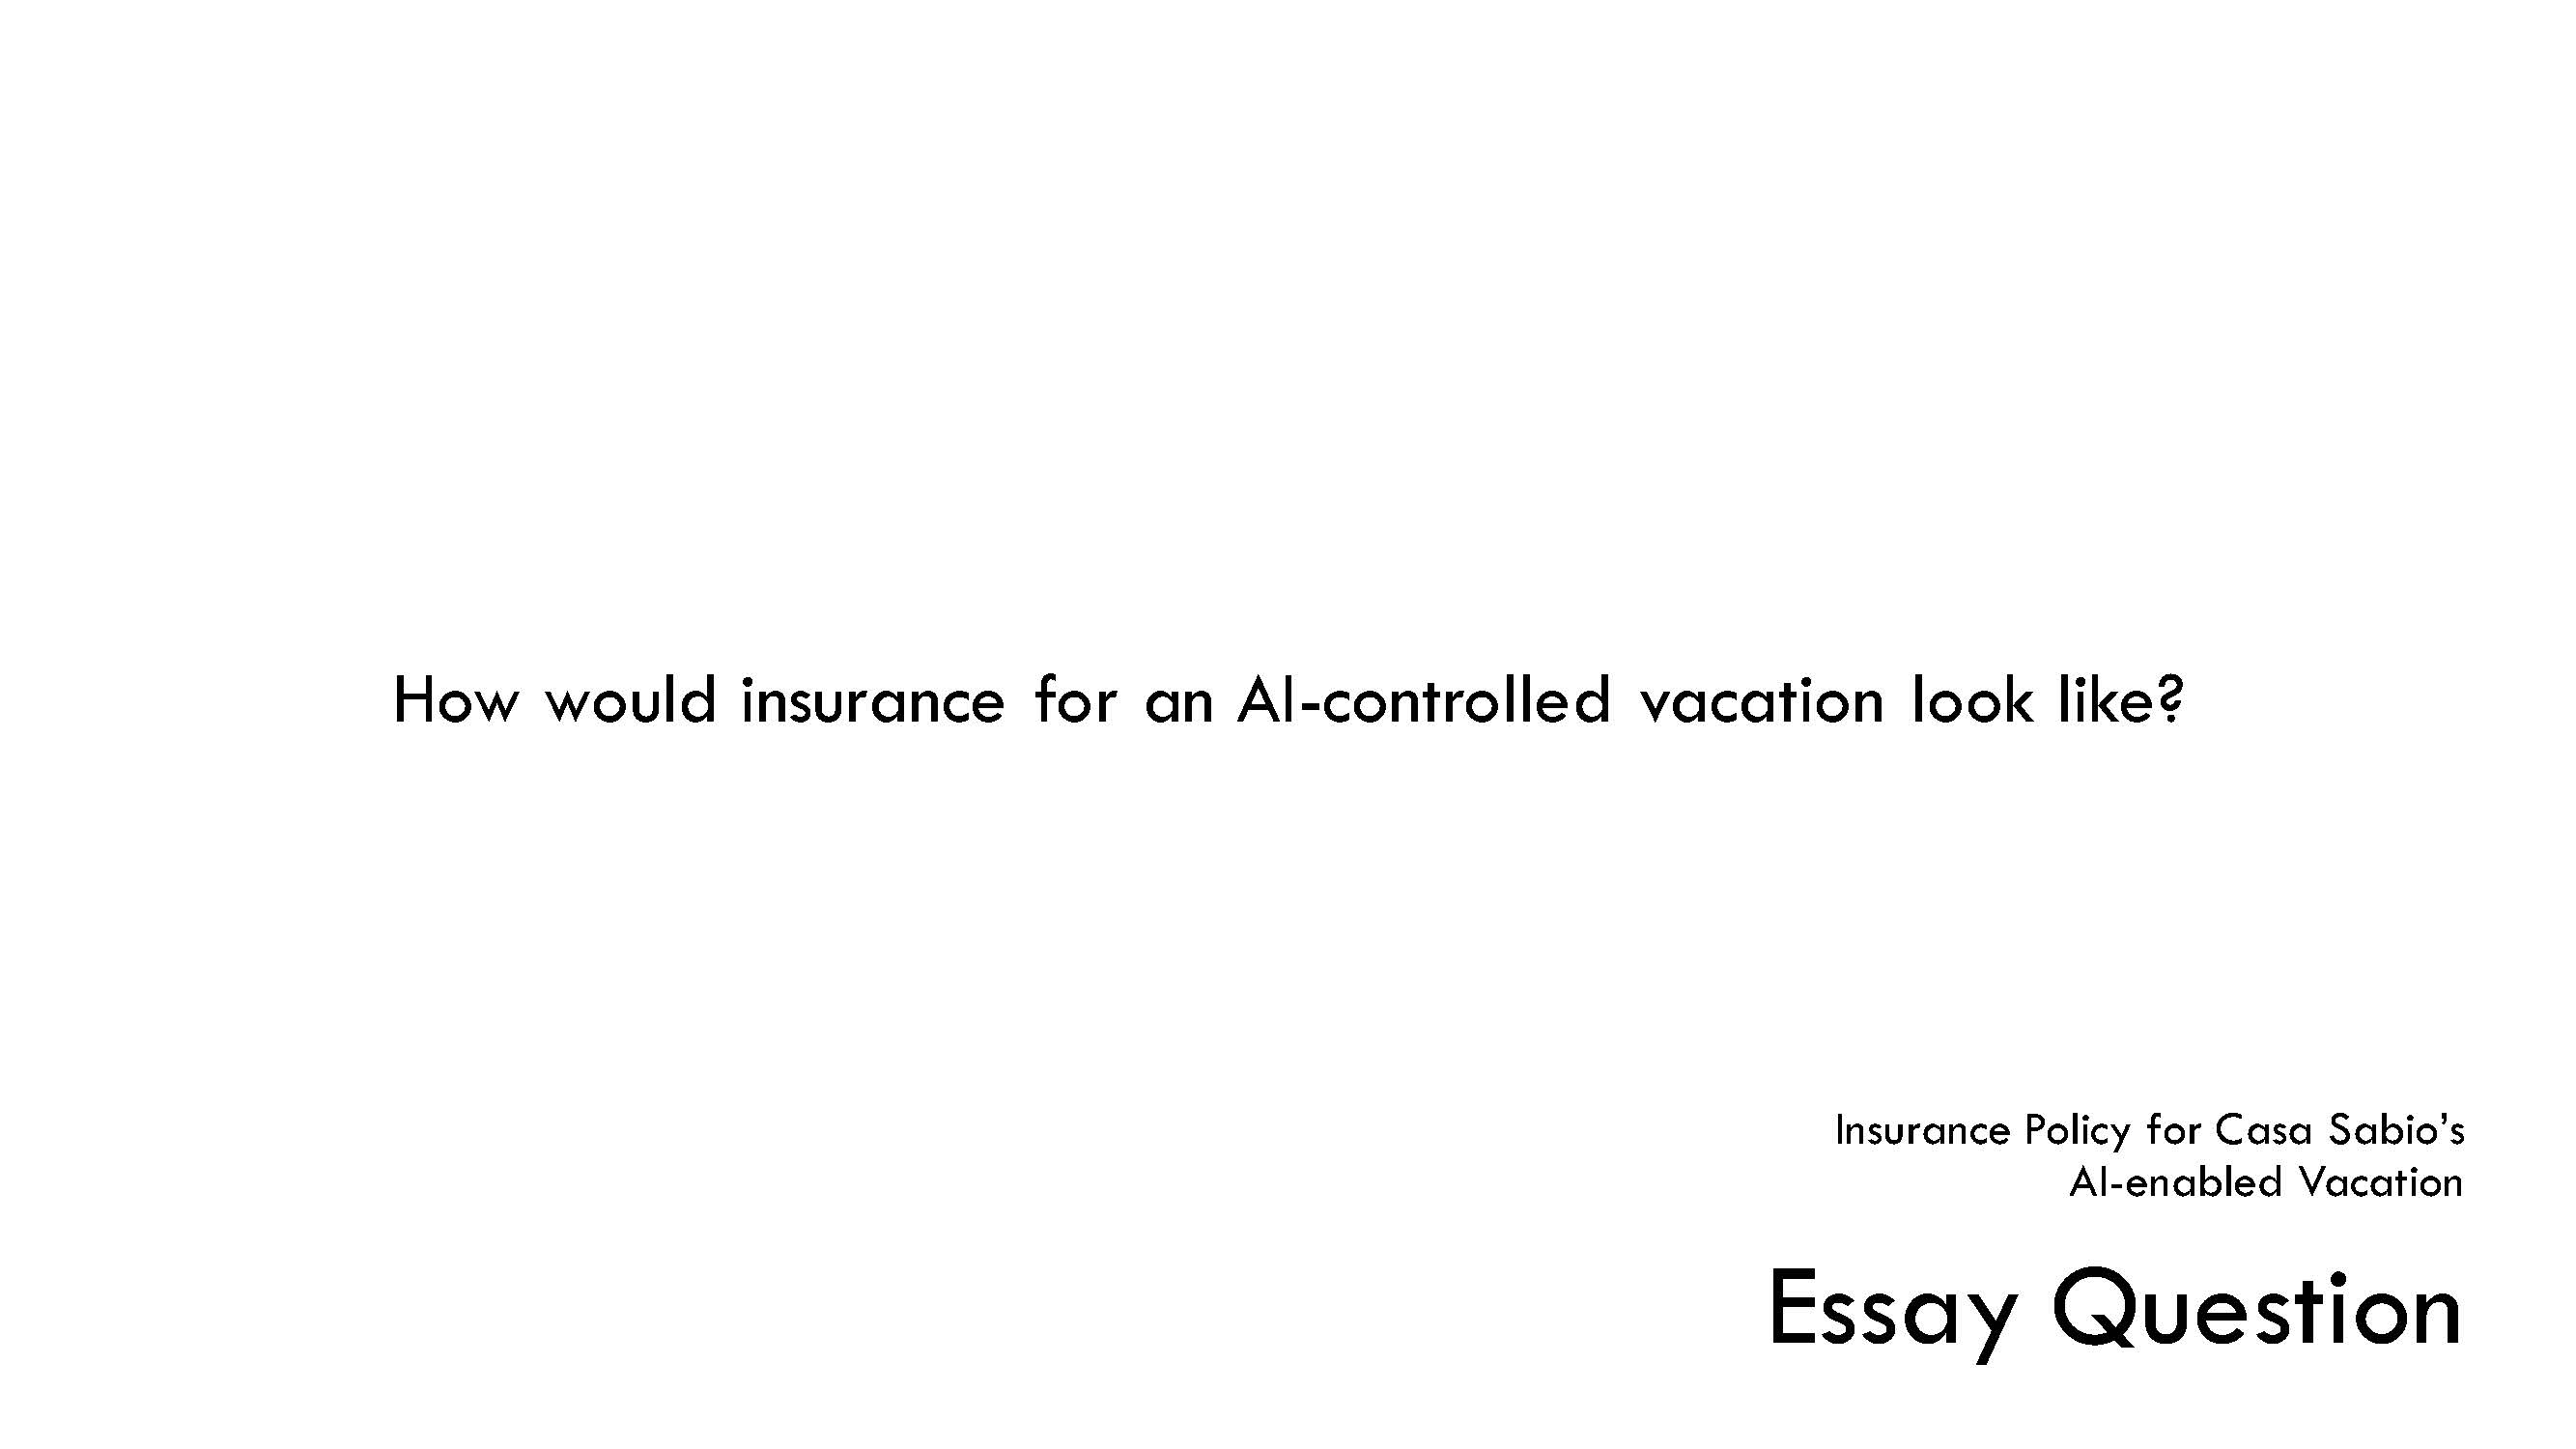 How would insurance for an AI-controlled vacation look like?
Insurance Policy for Casa Sabio’s
AI-enabled Vacation
Essay Question